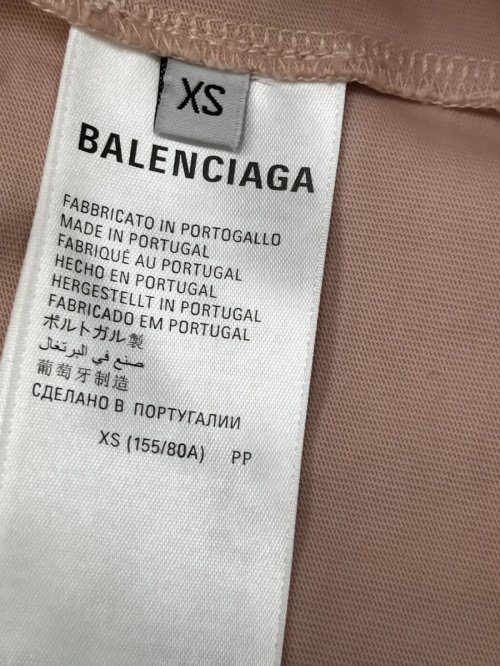 XS
BALENCIAGA
FABBRICATO IN PORTOGALLO
MADE IN PORTUGAL
FABRIQUÉ AU PORTUGAL
HECHO EN PORTUGAL
HERGESTELLT IN PORTUGAL
FABRICADO EM PORTUGAL
ポルトガル製
صنع في البرتغال
葡萄牙制造
СДЕЛАНО В ПОРТУГАЛИИ
XS (155/80A) PP